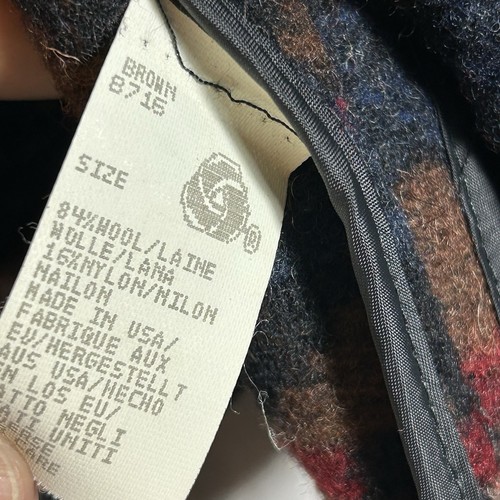 BROWN
8716
SIZE
®
84%WOOL/LAINE
WOLLE/LANA
16%NYLON/NILON
NAILON
MADE IN USA/
FABRIQUE AUX
EU/HERGESTELLT
AUS USA/HECHO
EN LOS EU/
FATTO NEGLI
STATI UNITI